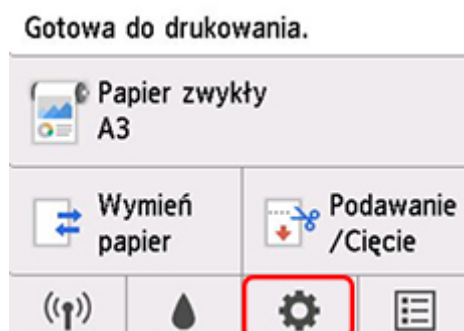 Gotowa do drukowania.
Papier zwykły
A3
Wymień
papier
Podawanie
/Cięcie